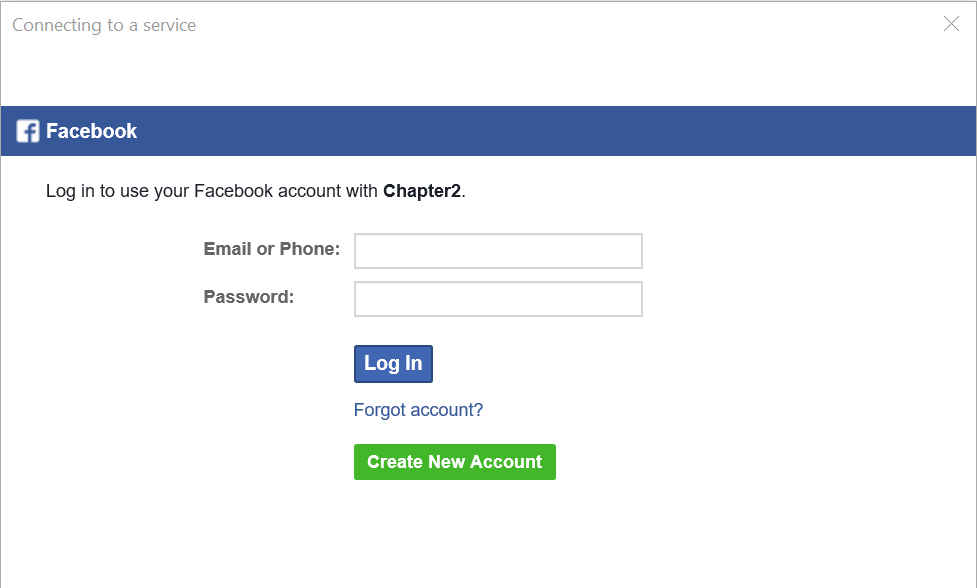 Connecting to a service
Facebook
Log in to use your Facebook account with Chapter2.
Email or Phone:
Password:
Log In
Forgot account?
Create New Account